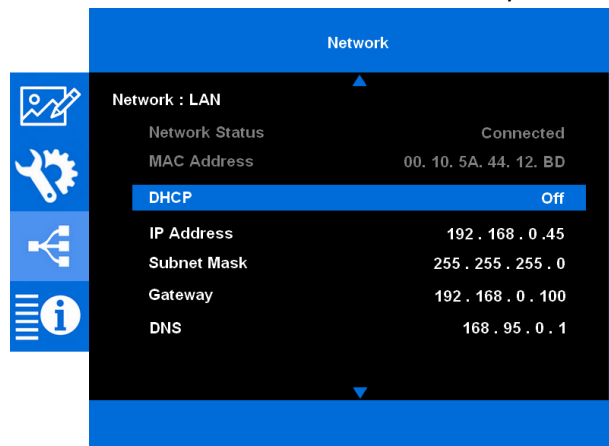 Network
Network : LAN
Network Status Connected
MAC Address 00. 10. 5A. 44. 12. BD
DHCP Off
IP Address 192 . 168 . 0 .45
Subnet Mask 255 . 255 . 255 . 0
Gateway 192 . 168 . 0 . 100
DNS 168 . 95 . 0 . 1